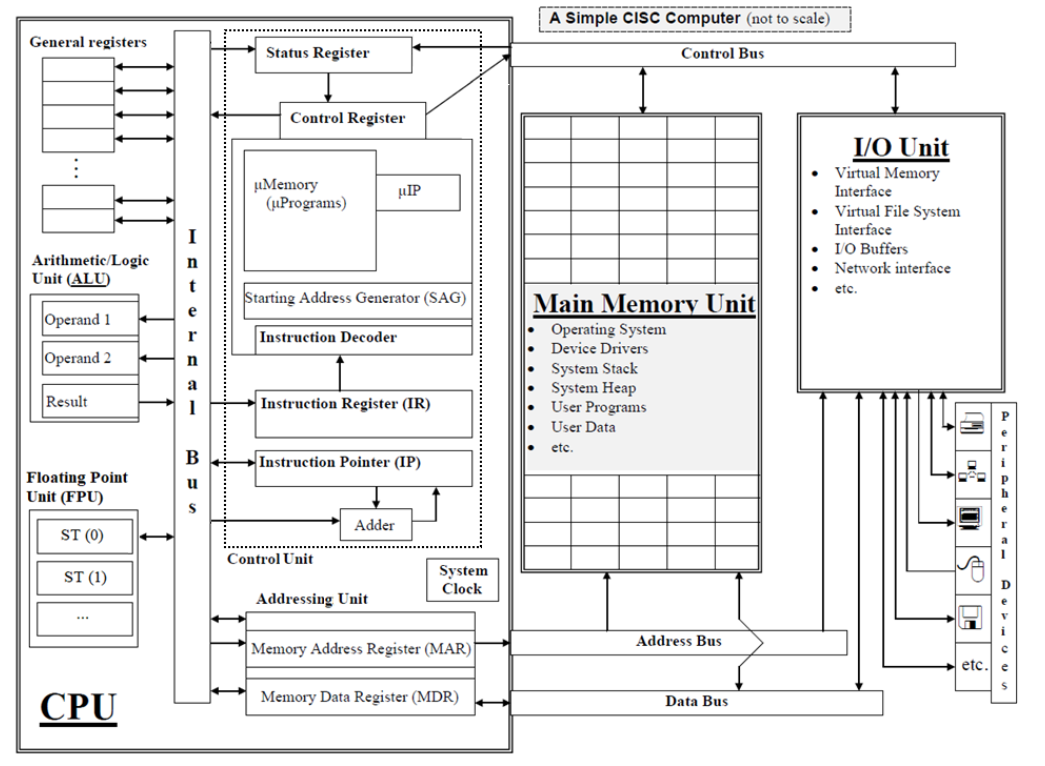 A Simple CISC Computer (not to scale)
General registers
Status Register
Control Bus
Control Register
I/O Unit
• Virtual Memory
Interface
• Virtual File System
Interface
• I/O Buffers
• Network interface
• etc.
μMemory
(μPrograms)
μIP
Internal Bus
Arithmetic/Logic
Unit (ALU)
Operand 1
Operand 2
Result
Starting Address Generator (SAG)
Instruction Decoder
Main Memory Unit
• Operating System
• Device Drivers
• System Stack
• System Heap
• User Programs
• User Data
• etc.
Instruction Register (IR)
Instruction Pointer (IP)
Adder
Floating Point
Unit (FPU)
ST (0)
ST (1)
...
Control Unit
System
Clock
Addressing Unit
Memory Address Register (MAR)
Address Bus
Memory Data Register (MDR)
Data Bus
CPU
etc.
Peripheral Devices